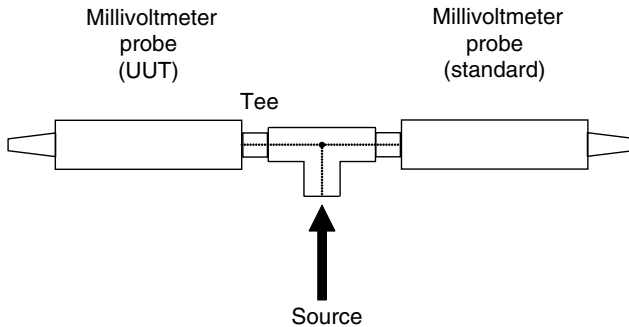 Millivoltmeter
probe
(UUT)
Millivoltmeter
probe
(standard)
Tee
Source